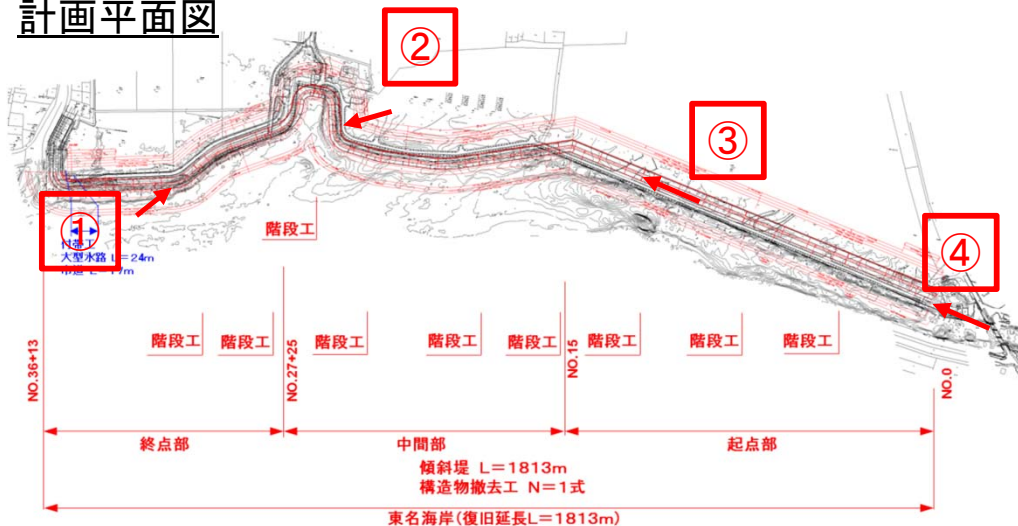 計画平面図
②
③
①
④
付帯工
大型水路 L=24m
階段工
階段工
階段工
階段工
階段工
階段工
階段工
階段工
階段工
NO.36+13
NO.27+25
NO.15
NO.0
終点部
中間部
起点部
傾斜堤 L=1813m
構造物撤去工 N=1式
東名海岸(復旧延長L=1813m)